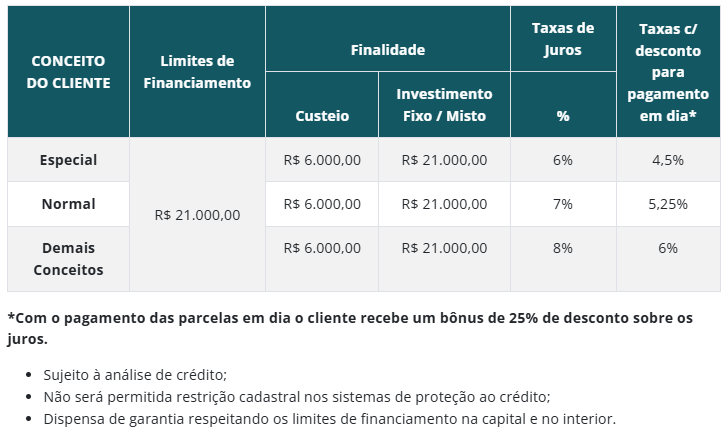 CONCEITO DO CLIENTE
Limites de Financiamento
Finalidade
Taxas de Juros
Taxas c/ desconto para pagamento em dia*
Custeio
Investimento Fixo / Misto
%
Especial
R$ 21.000,00
R$ 6.000,00
R$ 21.000,00
6%
4,5%
Normal
R$ 6.000,00
R$ 21.000,00
7%
5,25%
Demais Conceitos
R$ 6.000,00
R$ 21.000,00
8%
6%
*Com o pagamento das parcelas em dia o cliente recebe um bônus de 25% de desconto sobre os
juros.
• Sujeito à análise de crédito;
• Não será permitida restrição cadastral nos sistemas de proteção ao crédito;
• Dispensa de garantia respeitando os limites de financiamento na capital e no interior.